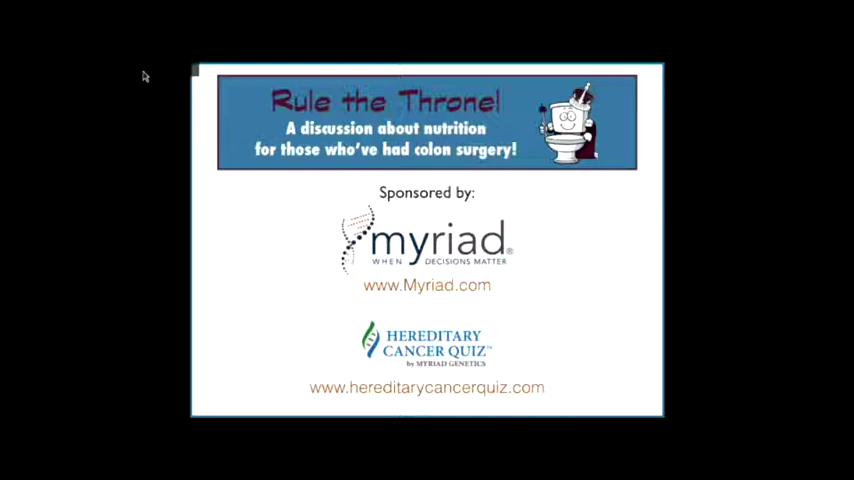 Rule the Throne!
A discussion about nutrition
for those who've had colon surgery!
Sponsored by:
myriad®
WHEN DECISIONS MATTER
www.Myriad.com
HEREDITARY
CANCER QUIZ™
by MYRIAD GENETICS
www.hereditarycancerquiz.com